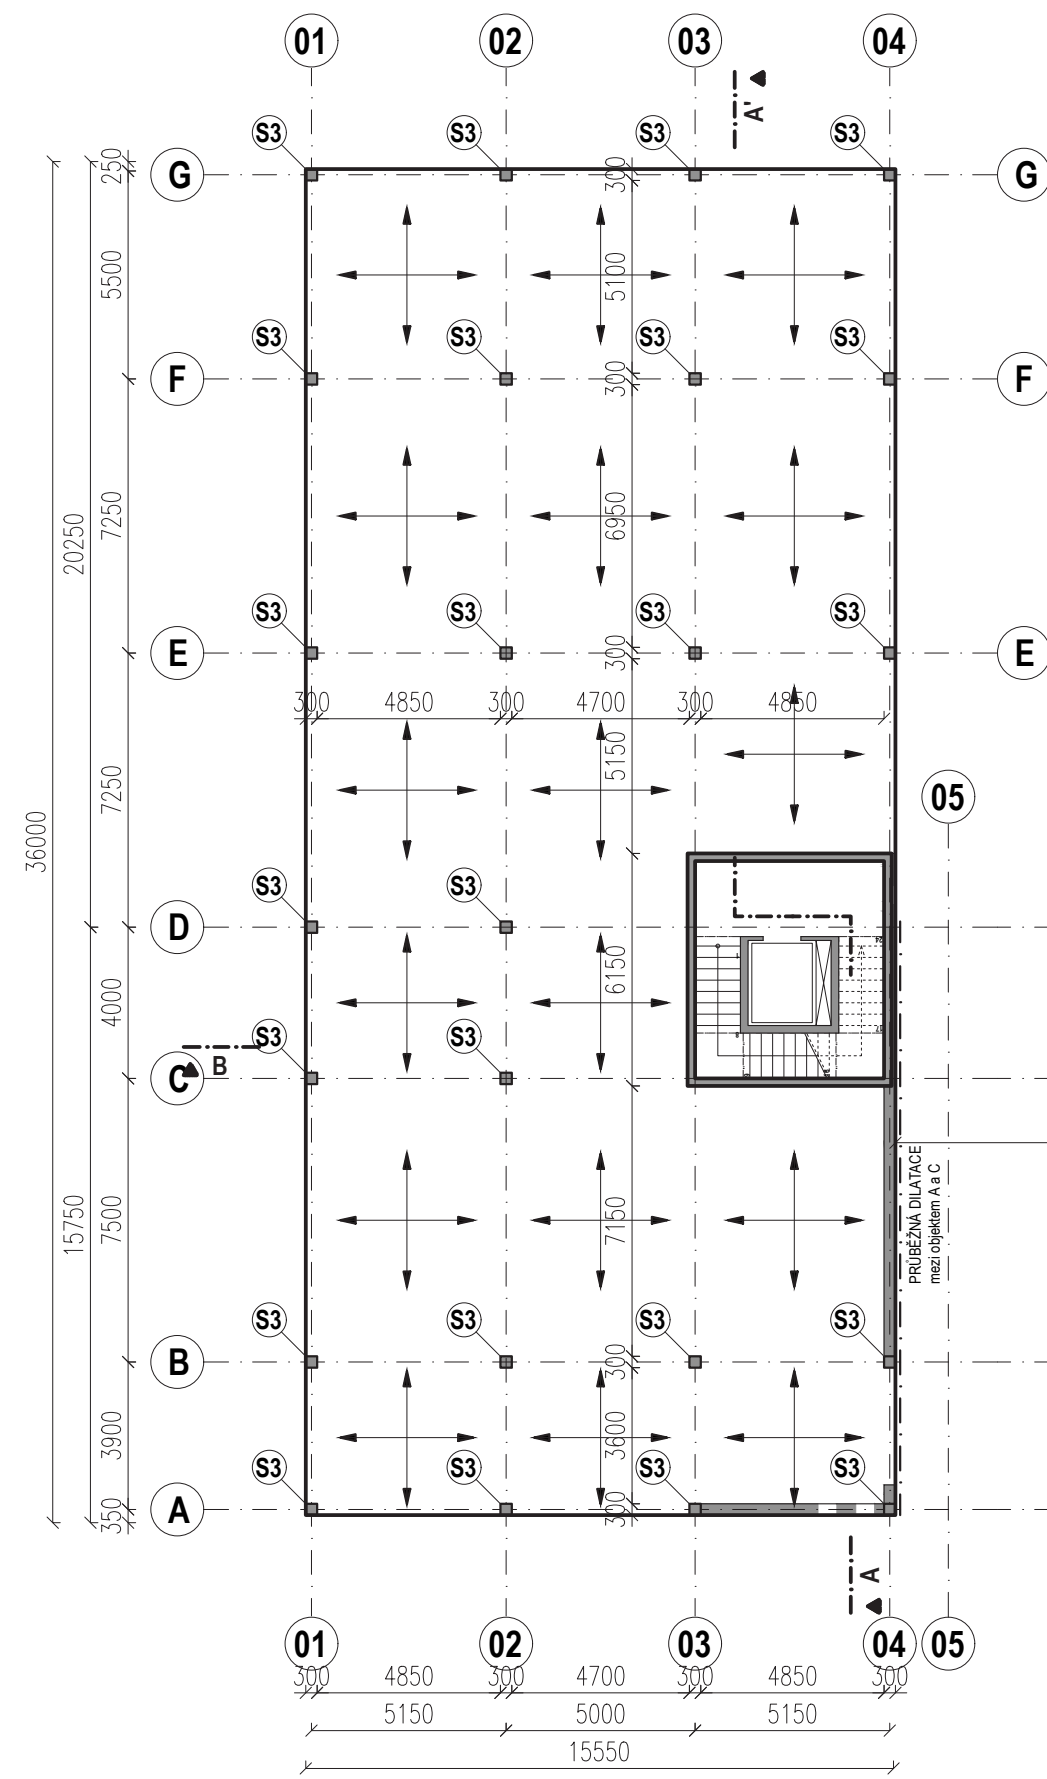 01 02 03 04
A'
S3 S3 S3 S3
G G
250
300
5500
5100
S3 S3 S3 S3
F F
300
7250
6950
20250
S3 S3 S3 S3
E E
300
300 4850 300 4700 300 4850
5150
7250
05
36000
S3 S3
D
4000
6150
S3 S3
B
C
PRŮBĚŽNÁ DILATACE
mezi objektem A a C
15750
7500
7150
S3 S3 S3 S3
B
300
3900
3600
S3 S3 S3 S3
A
350
300
A
01 02 03 04 05
300 4850 300 4700 300 4850 300
5150 5000 5150
15550